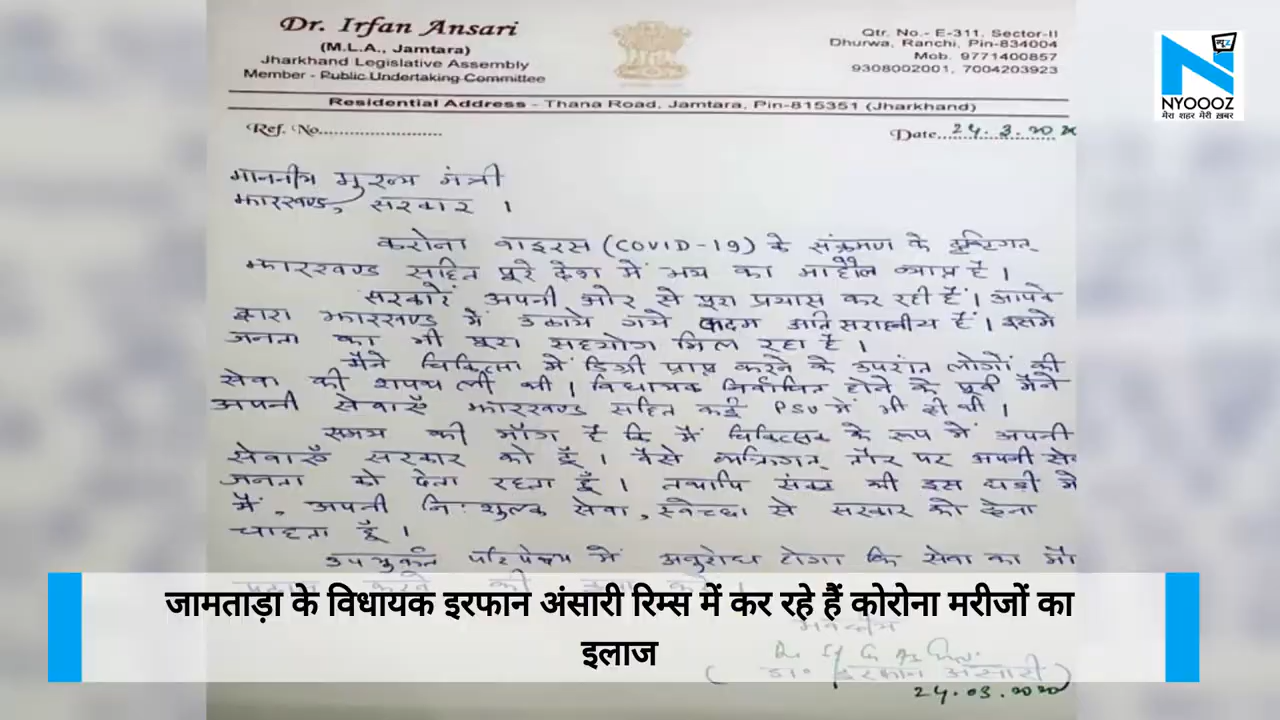 Dr. Irfan Ansari
(M.L.A., Jamtara)
Jharkhand Legislative Assembly
Member - Public Undertaking Committee
Qtr. No.- E-311, Sector-II
Dhurwa, Ranchi, Pin-834004
Mob. 9771400857
9308002001, 7004203923
Residential Address - Thana Road, Jamtara, Pin-815351 (Jharkhand)
Ref. No.
Date 24.3.2020
माननीय मुख्य मंत्री
झारखण्ड, सरकार ।
करोना वाइरस (COVID-19) के संक्रमण के दृष्टिगत
झारखण्ड सहित पूरे देश में भय का माहौल व्याप्त है ।
सरकारें अपनी ओर से पूरा प्रयास कर रही हैं । आपके
द्वारा झारखण्ड में उठाये गये कदम अति सराहनीय हैं । इसमें
जनता का भी पूरा सहयोग मिल रहा है ।
मैंने चिकित्सा में डिग्री प्राप्त करने के उपरांत लोगों की
सेवा की शपथ ली थी । विधायक निर्वाचित होने के पूर्व मैंने
अपनी सेवाएँ झारखण्ड सहित कई PSU में भी दी थी ।
समय की माँग है कि मैं चिकित्सक के रूप में अपनी
सेवाएँ सरकार को दूँ । वैसे व्यक्तिगत तौर पर अपनी से
जनता को देता रहता हूँ । तथापि संकट की इस घड़ी में
मैं, अपनी निःशुल्क सेवा, स्वेच्छा से सरकार को देना
चाहता हूँ ।
उपर्युक्त परिपेक्ष्य में अनुरोध होगा कि सेवा का मौ
जामताड़ा के विधायक इरफान अंसारी रिम्स में कर रहे हैं कोरोना मरीजों का
इलाज
(डा० इरफान अंसारी)
24.03.2020
NYOOOZ
न्यूज़
मेरा शहर मेरी ख़बर